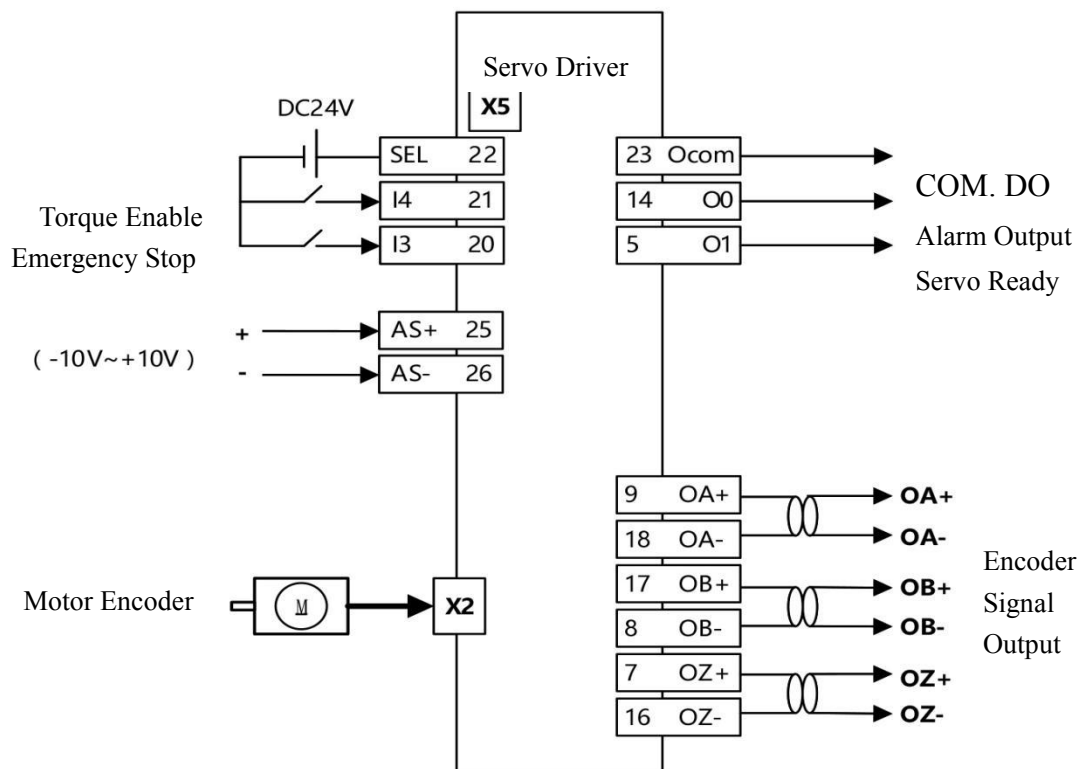 Servo Driver
X5
DC24V
SEL 22
I4 21
I3 20
Torque Enable
Emergency Stop
AS+ 25
AS- 26
+
-
( -10V~+10V )
Motor Encoder
M
X2
23 Ocom
14 O0
5 O1
COM. DO
Alarm Output
Servo Ready
9 OA+
18 OA-
17 OB+
8 OB-
7 OZ+
16 OZ-
OA+
OA-
OB+
OB-
OZ+
OZ-
Encoder
Signal
Output